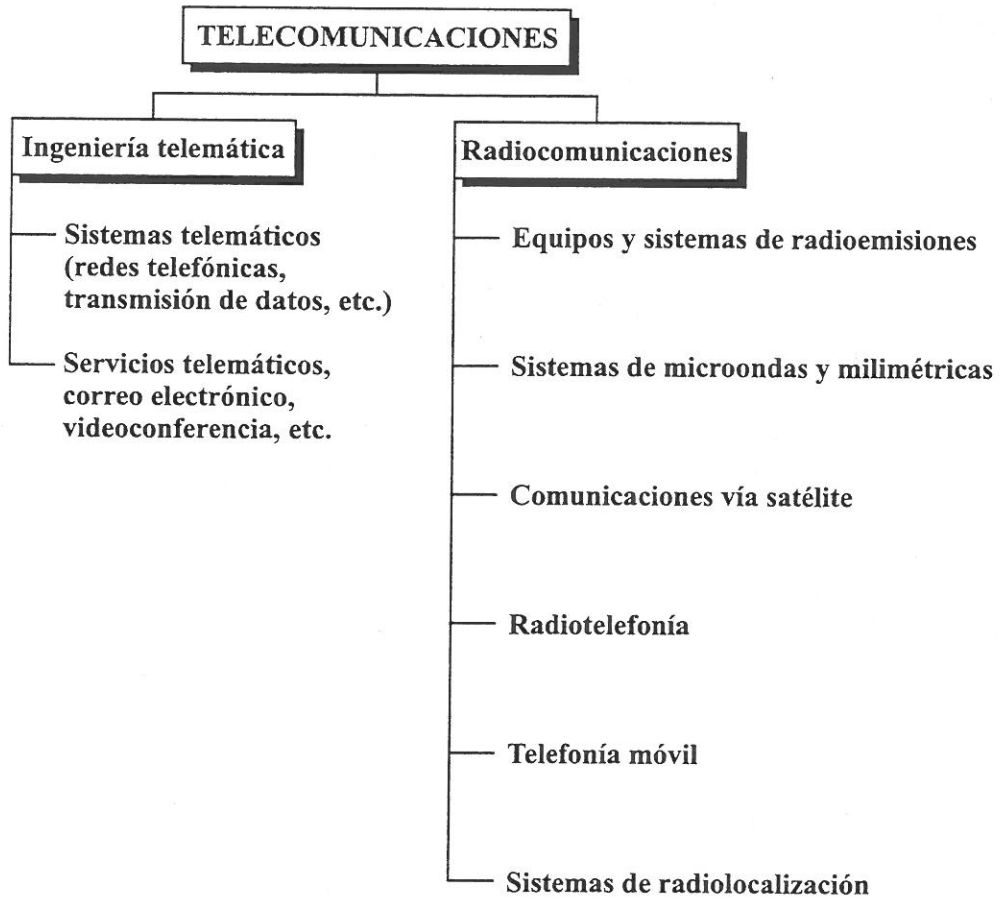 TELECOMUNICACIONES
Ingeniería telemática
Sistemas telemáticos
(redes telefónicas,
transmisión de datos, etc.)
Servicios telemáticos,
correo electrónico,
videoconferencia, etc.
Radiocomunicaciones
Equipos y sistemas de radioemisiones
Sistemas de microondas y milimétricas
Comunicaciones vía satélite
Radiotelefonía
Telefonía móvil
Sistemas de radiolocalización